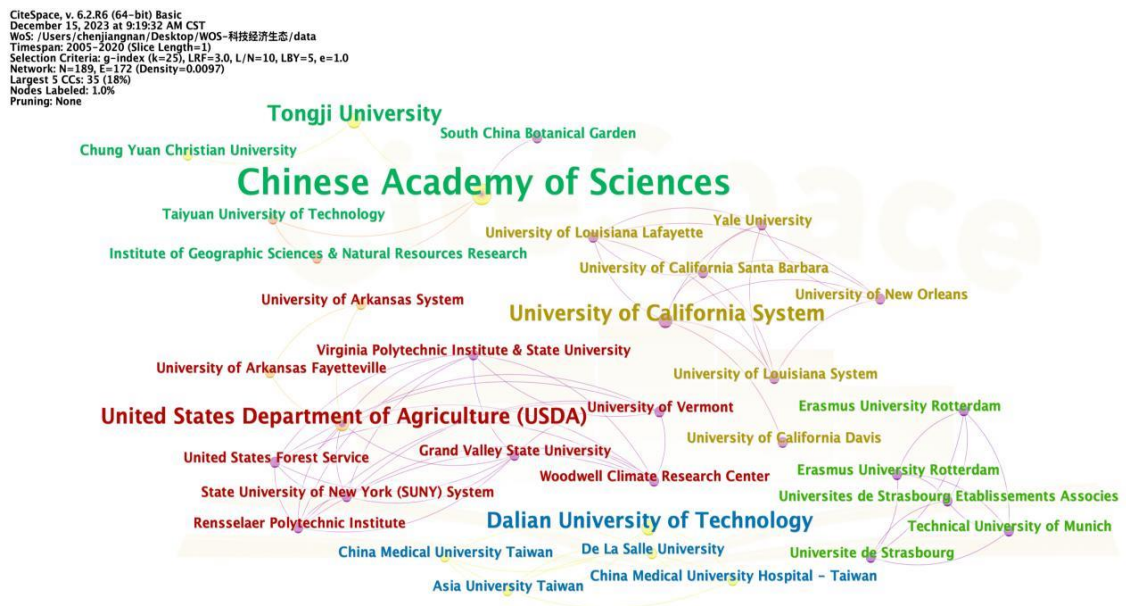 CiteSpace, v. 6.2.R6 (64-bit) Basic
December 15, 2023 at 9:19:32 AM CST
WoS: /Users/chenjiangnan/Desktop/WOS-科技经济生态/data
Timespan: 2005-2020 (Slice Length=1)
Selection Criteria: g-index (k=25), LRF=3.0, L/N=10, LBY=5, e=1.0
Network: N=189, E=172 (Density=0.0097)
Largest 5 CCs: 35 (18%)
Nodes Labeled: 1.0%
Pruning: None
Tongji University
South China Botanical Garden
Chung Yuan Christian University
Chinese Academy of Sciences
Taiyuan University of Technology
Yale University
University of Louisiana Lafayette
Institute of Geographic Sciences & Natural Resources Research
University of California Santa Barbara
University of New Orleans
University of Arkansas System
University of California System
Virginia Polytechnic Institute & State University
University of Arkansas Fayetteville
University of Louisiana System
United States Department of Agriculture (USDA)
University of Vermont
Erasmus University Rotterdam
University of California Davis
United States Forest Service
Grand Valley State University
Erasmus University Rotterdam
Woodwell Climate Research Center
State University of New York (SUNY) System
Universites de Strasbourg Etablissements Associes
Rensselaer Polytechnic Institute
Dalian University of Technology
Technical University of Munich
China Medical University Taiwan
De La Salle University
Universite de Strasbourg
Asia University Taiwan
China Medical University Hospital - Taiwan
CiteSpace